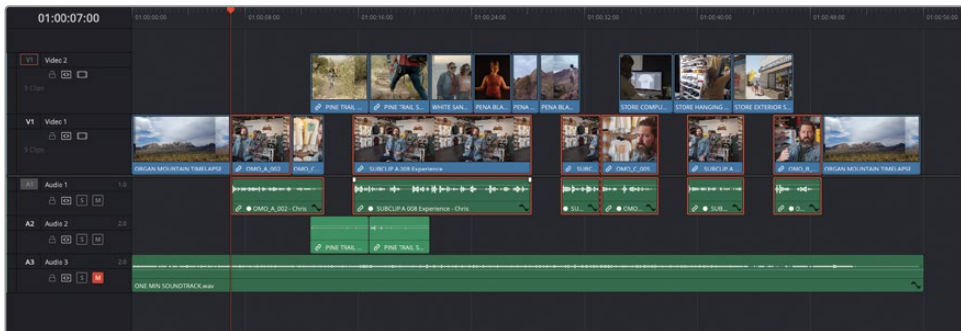 01:00:07:00
01:00:00:00
01:00:08:00
01:00:16:00
01:00:24:00
01:00:32:00
01:00:40:00
01:00:48:00
01:00:56:00
V1 Video 2
9 Clips
PINE TRAIL ...
PINE TRAIL S...
WHITE SAN...
PENA BLA...
PENA ...
PENA BLA...
STORE COMPU...
STORE HANGING ...
STORE EXTERIOR S...
V1 Video 1
9 Clips
ORGAN MOUNTAIN TIMELAPSE
OMO_A_002
OMO_C...
SUBCLIP A 008 Experience
SUBC...
OMO_C_005
SUBCLIP A ...
OMO_B_...
ORGAN MOUNTAIN TIMELAPSE
A1 Audio 1 1.0
S M
OMO_A_002 - Chris
SUBCLIP A 008 Experience - Chris
SU...
OMO...
SUB...
O...
A2 Audio 2 2.0
S M
PINE TRAIL ...
PINE TRAIL S...
A3 Audio 3 2.0
S M
ONE MIN SOUNDTRACK.wav